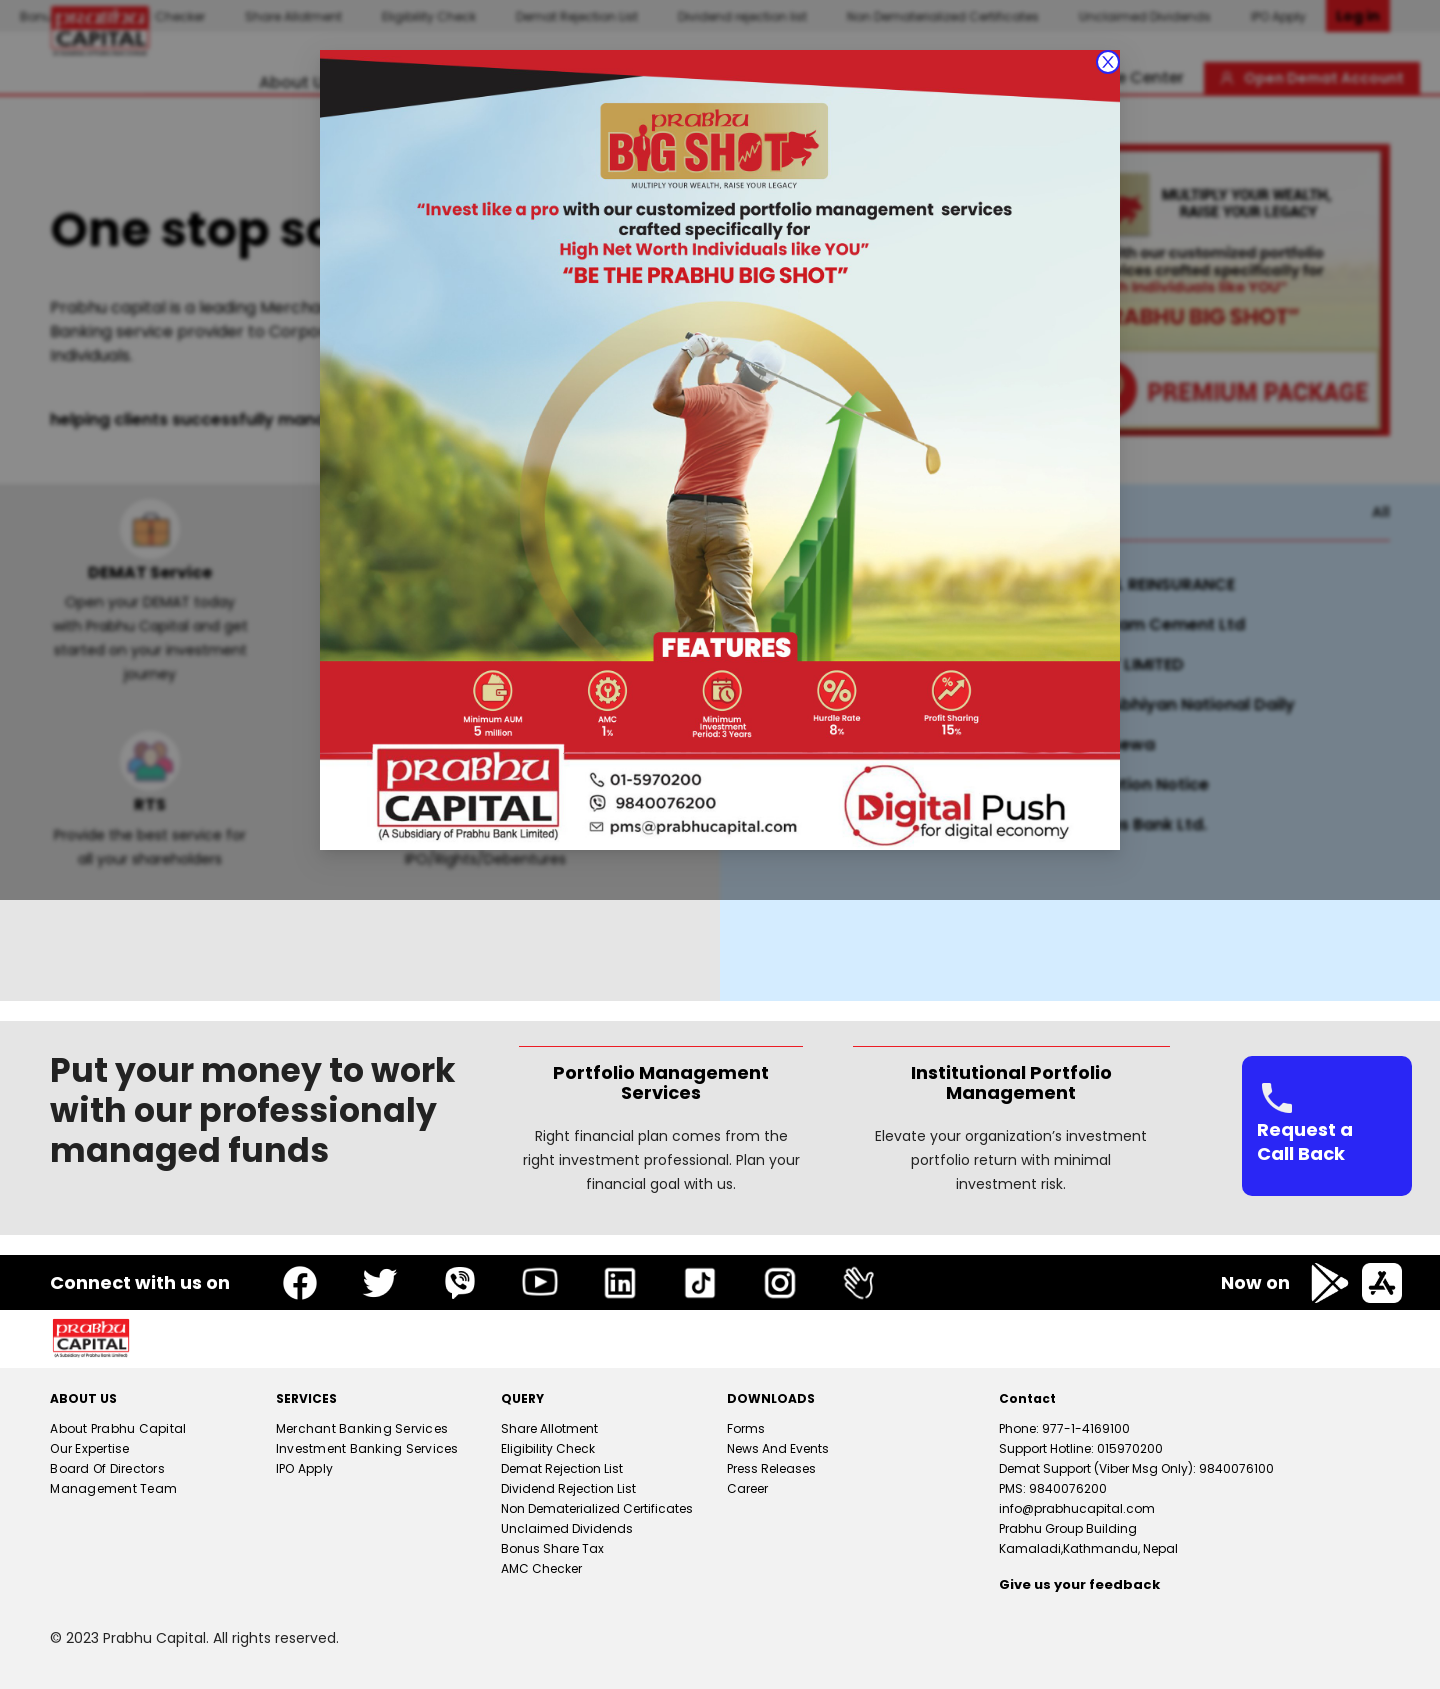 Checker
Share Allotment
Eligibility Check
Demat Rejection List
Dividend rejection list
Non Dematerialized Certificates
Unclaimed Dividends
IPO Apply
Log in
prabhu
CAPITAL
About U
Center
Open Demat Account
prabhu
BIG SHOT
MULTIPLY YOUR WEALTH, RAISE YOUR LEGACY
“Invest like a pro with our customized portfolio management services
crafted specifically for
High Net Worth Individuals like YOU”
“BE THE PRABHU BIG SHOT”
FEATURES
Minimum AUM
5 million
AMC
1%
Minimum
Investment
Period: 3 Years
Hurdle Rate
8%
Profit Sharing
15%
prabhu
CAPITAL
(A Subsidiary of Prabhu Bank Limited)
01-5970200
9840076200
pms@prabhucapital.com
Digital Push
for digital economy
One stop so
Prabhu capital is a leading Mercha
Banking service provider to Corpo
Individuals.
helping clients successfully mana
MULTIPLY YOUR WEALTH,
RAISE YOUR LEGACY
th our customized portfolio
ices crafted specifically for
h Individuals like YOU”
RABHU BIG SHOT”
PREMIUM PACKAGE
DEMAT Service
Open your DEMAT today
with Prabhu Capital and get
started on your investment
journey
RTS
Provide the best service for
all your shareholders
IPO/Rights/Debentures
All
REINSURANCE
am Cement Ltd
LIMITED
bhiyan National Daily
ewa
tion Notice
s Bank Ltd.
Put your money to work
with our professionaly
managed funds
Portfolio Management
Services
Right financial plan comes from the
right investment professional. Plan your
financial goal with us.
Institutional Portfolio
Management
Elevate your organization’s investment
portfolio return with minimal
investment risk.
Request a
Call Back
Connect with us on
Now on
prabhu
CAPITAL
(A Subsidiary of Prabhu Bank Limited)
ABOUT US
About Prabhu Capital
Our Expertise
Board Of Directors
Management Team
SERVICES
Merchant Banking Services
Investment Banking Services
IPO Apply
QUERY
Share Allotment
Eligibility Check
Demat Rejection List
Dividend Rejection List
Non Dematerialized Certificates
Unclaimed Dividends
Bonus Share Tax
AMC Checker
DOWNLOADS
Forms
News And Events
Press Releases
Career
Contact
Phone: 977-1-4169100
Support Hotline: 015970200
Demat Support (Viber Msg Only): 9840076100
PMS: 9840076200
info@prabhucapital.com
Prabhu Group Building
Kamaladi,Kathmandu, Nepal
Give us your feedback
© 2023 Prabhu Capital. All rights reserved.